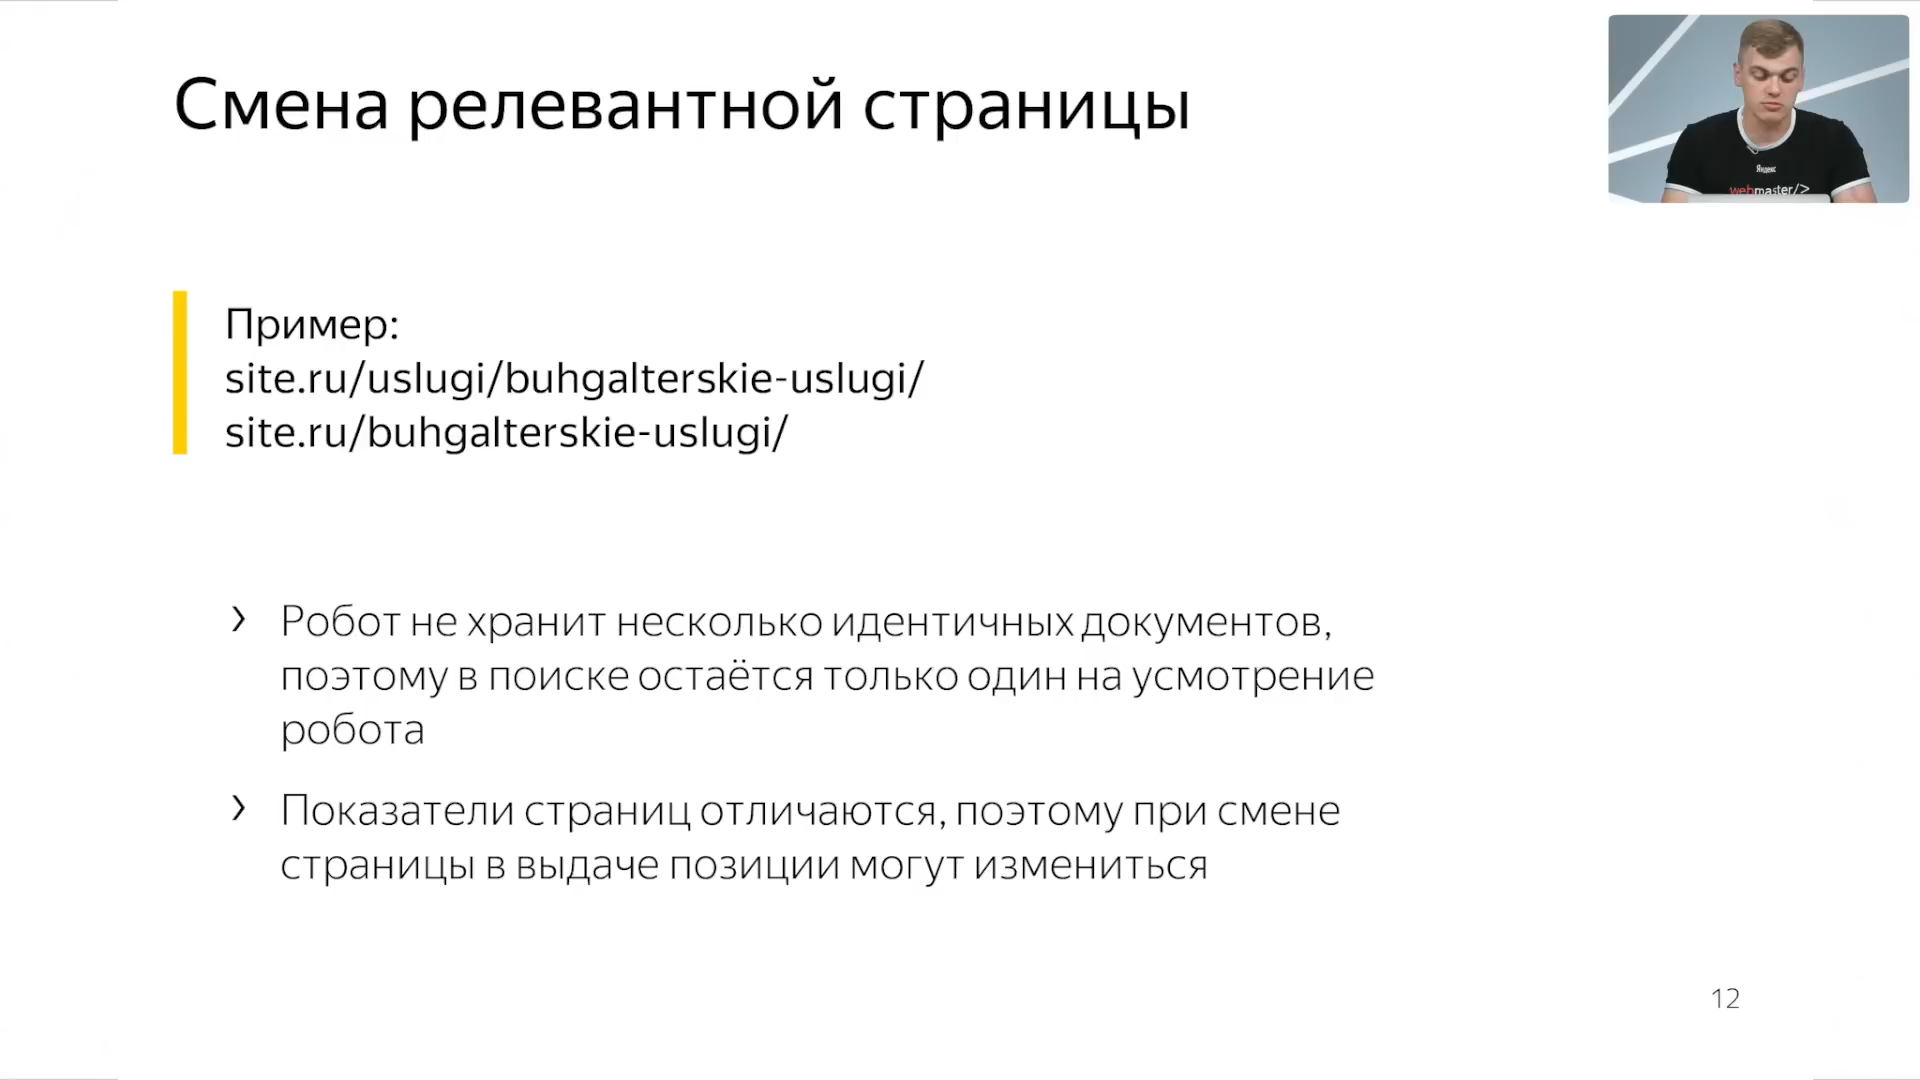 Смена релевантной страницы
Яндекс
webmaster/>
Пример:
site.ru/uslugi/buhgalterskie-uslugi/
site.ru/buhgalterskie-uslugi/
› Робот не хранит несколько идентичных документов,
поэтому в поиске остаётся только один на усмотрение
робота
› Показатели страниц отличаются, поэтому при смене
страницы в выдаче позиции могут измениться
12